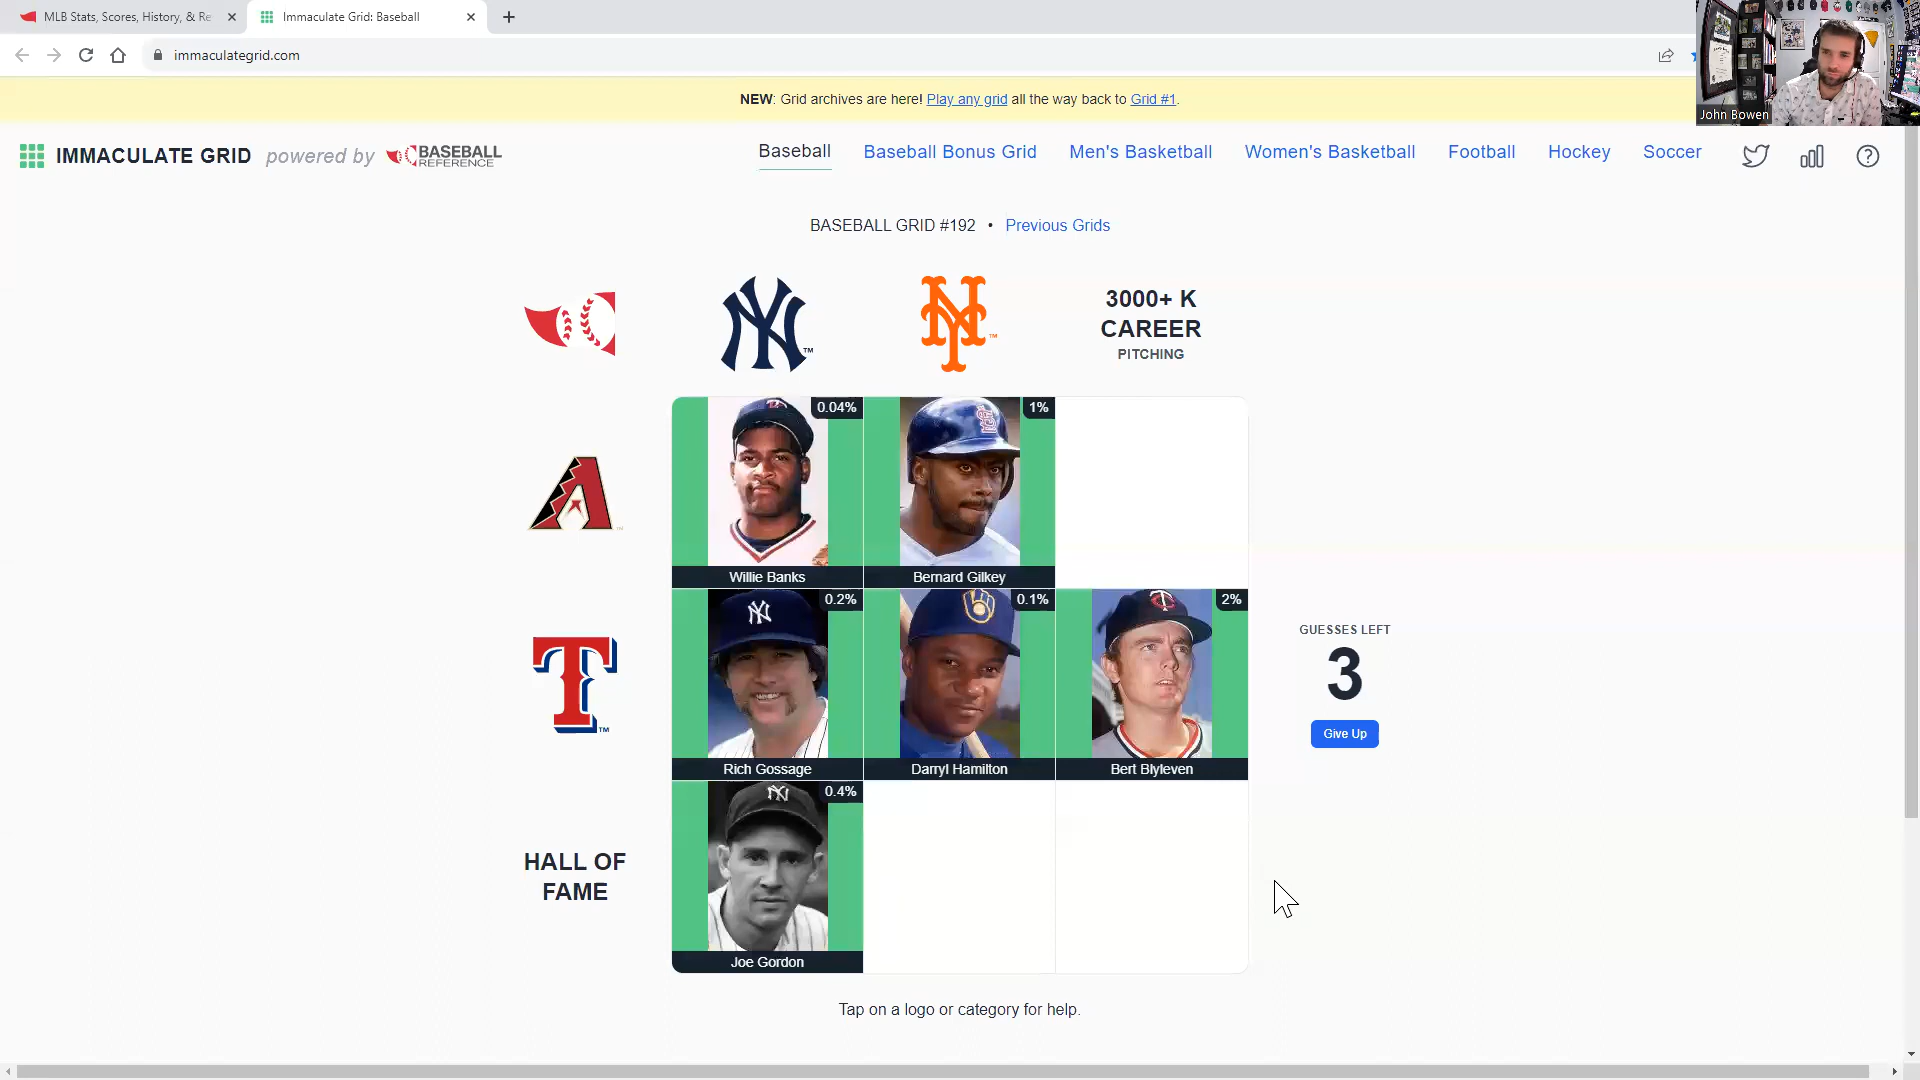 MLB Stats, Scores, History, & Re
Immaculate Grid: Baseball
immaculategrid.com
John Bowen
NEW: Grid archives are here! Play any grid all the way back to Grid #1.
IMMACULATE GRID powered by BASEBALL REFERENCE
Baseball Baseball Bonus Grid Men's Basketball Women's Basketball Football Hockey Soccer
BASEBALL GRID #192 • Previous Grids
3000+ K
CAREER
PITCHING
0.04%
1%
Willie Banks
Bernard Gilkey
0.2%
0.1%
2%
Rich Gossage
Darryl Hamilton
Bert Blyleven
GUESSES LEFT
3
Give Up
HALL OF
FAME
0.4%
Joe Gordon
Tap on a logo or category for help.